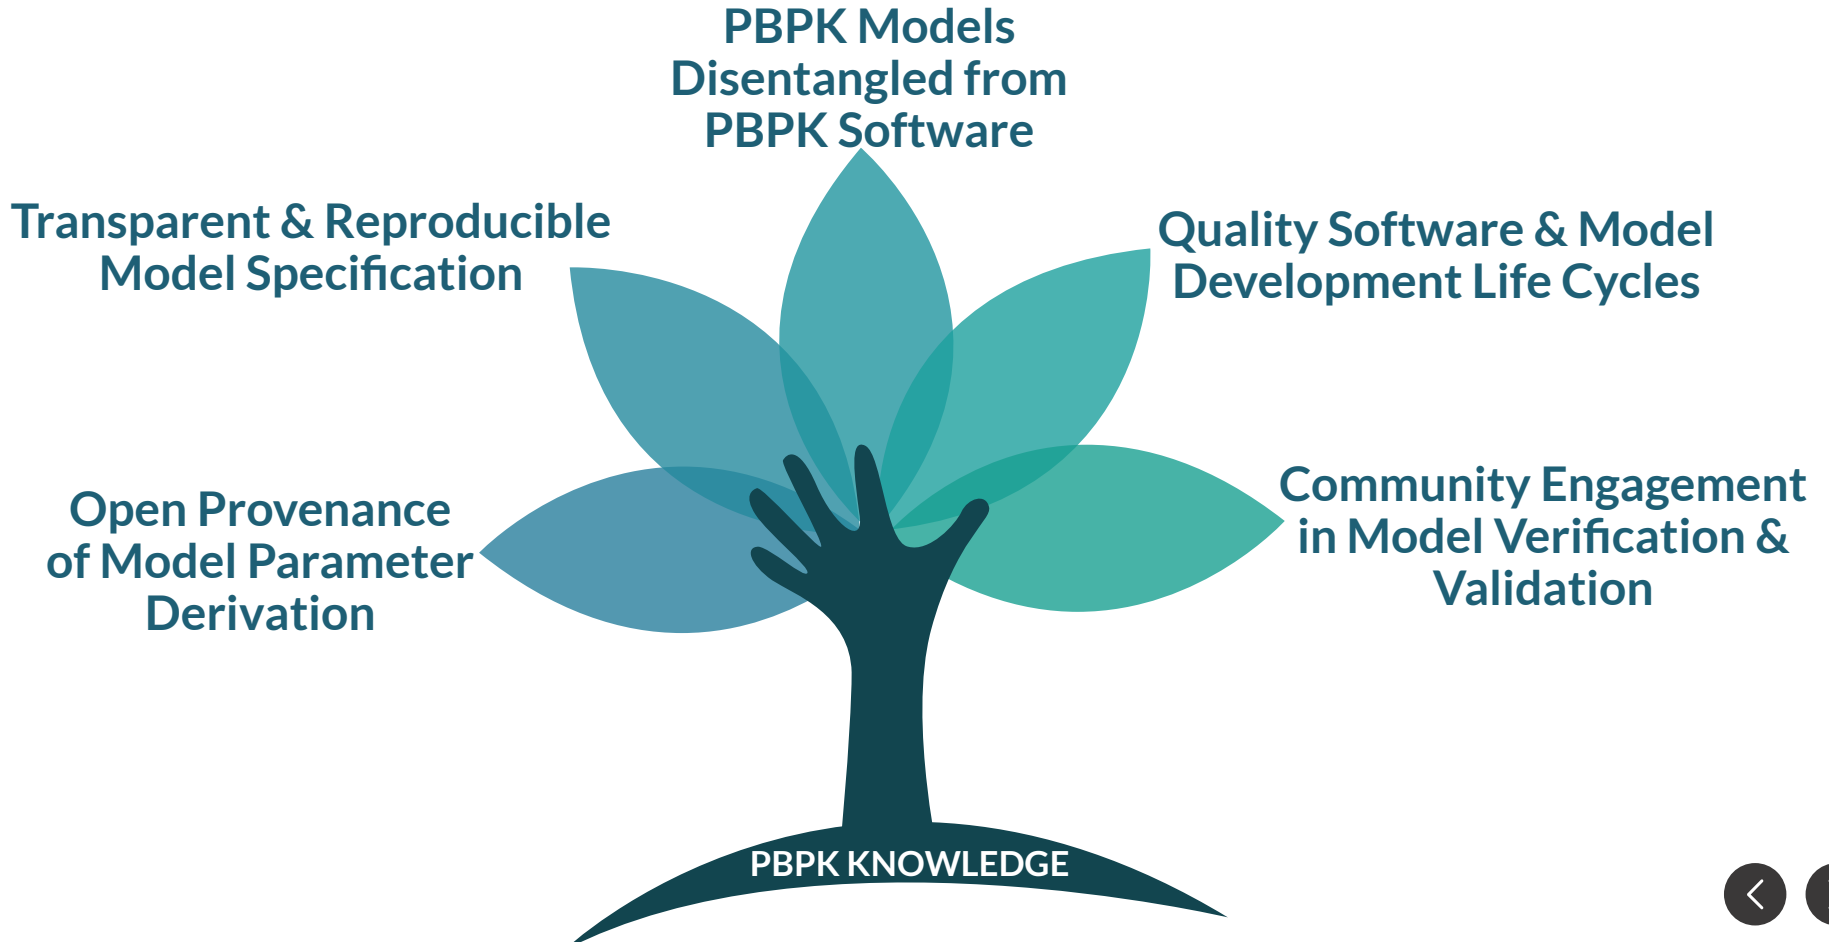 PBPK Models
Disentangled from
PBPK Software
Transparent & Reproducible
Model Specification
Quality Software & Model
Development Life Cycles
Open Provenance
of Model Parameter
Derivation
Community Engagement
in Model Verification &
Validation
PBPK KNOWLEDGE